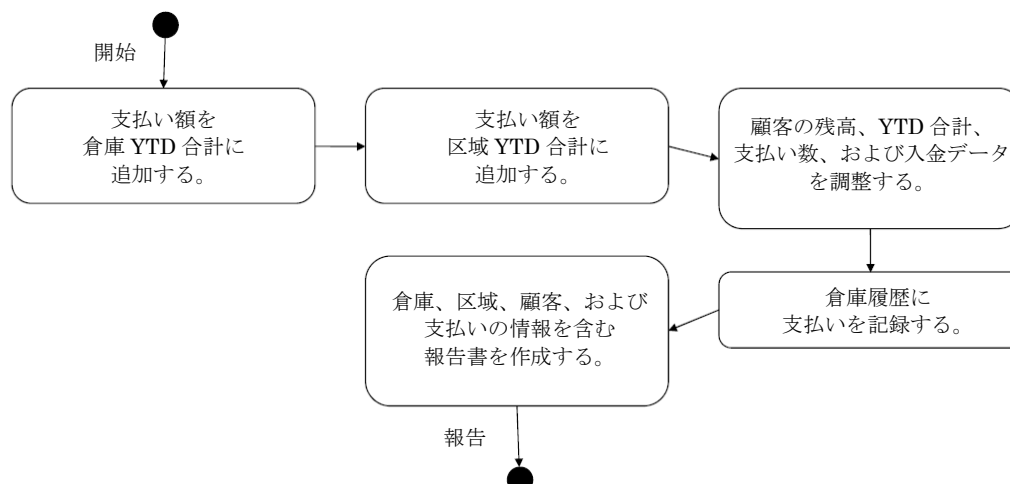 開始
支払い額を
倉庫 YTD 合計に
追加する。
支払い額を
区域 YTD 合計に
追加する。
顧客の残高、YTD 合計、
支払い数、および入金データ
を調整する。
倉庫履歴に
支払いを記録する。
倉庫、区域、顧客、および
支払いの情報を含む
報告書を作成する。
報告